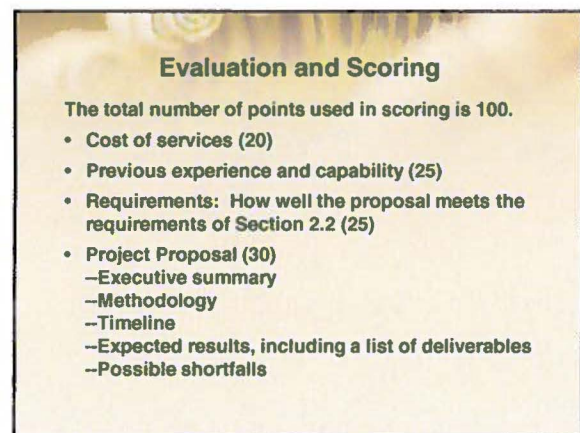 Evaluation and Scoring
The total number of points used in scoring is 100.
• Cost of services (20)
• Previous experience and capability (25)
• Requirements: How well the proposal meets the
requirements of Section 2.2 (25)
• Project Proposal (30)
--Executive summary
--Methodology
--Timeline
--Expected results, including a list of deliverables
--Possible shortfalls